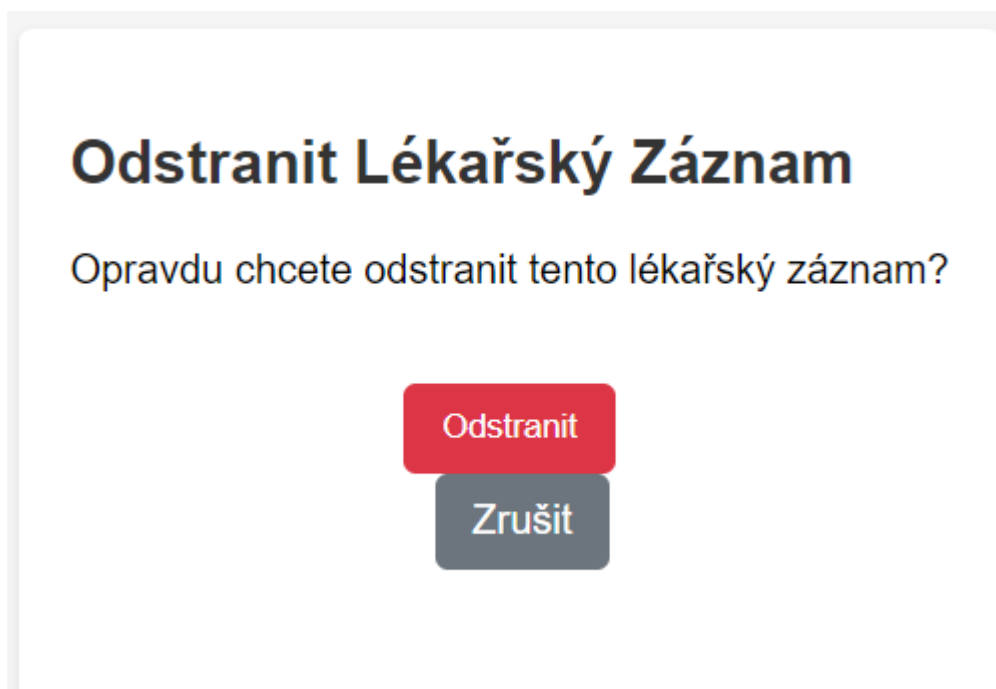 Odstranit Lékařský Záznam
Opravdu chcete odstranit tento lékařský záznam?
Odstranit
Zrušit